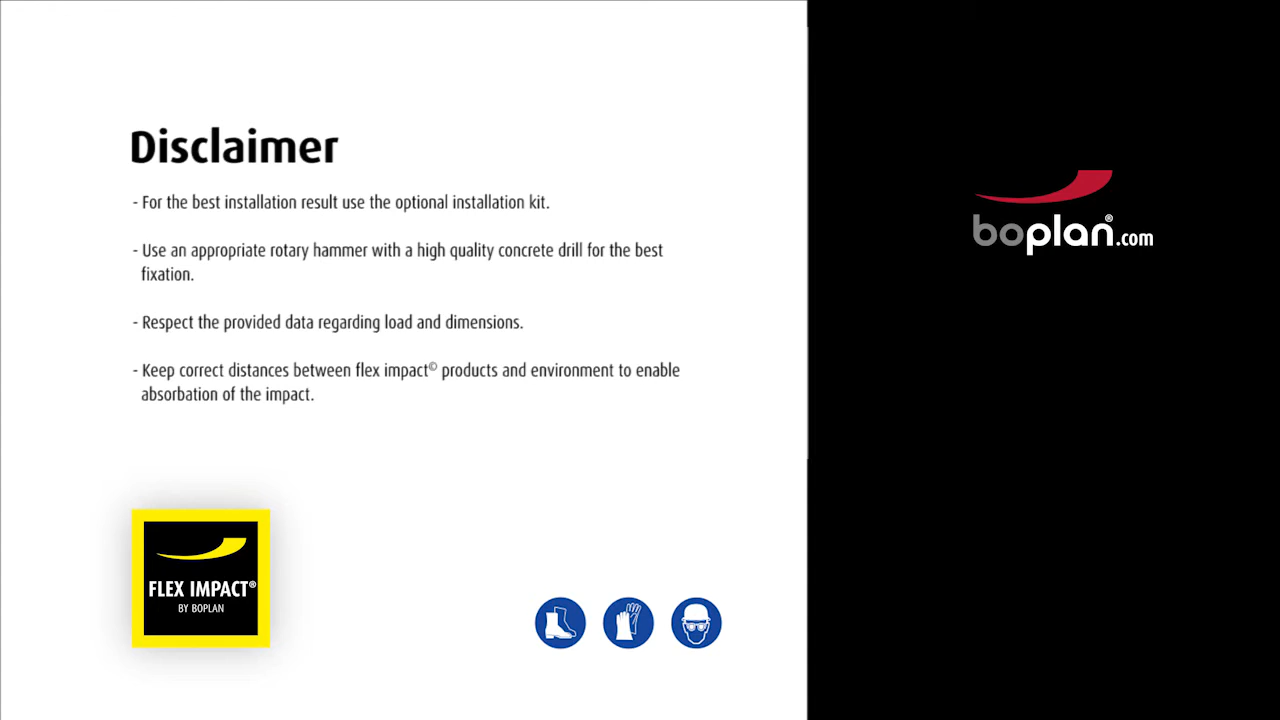 Disclaimer
- For the best installation result use the optional installation kit.
- Use an appropriate rotary hammer with a high quality concrete drill for the best
fixation.
- Respect the provided data regarding load and dimensions.
- Keep correct distances between flex impact© products and environment to enable
absorbation of the impact.
FLEX IMPACT®
BY BOPLAN
boplan®.com